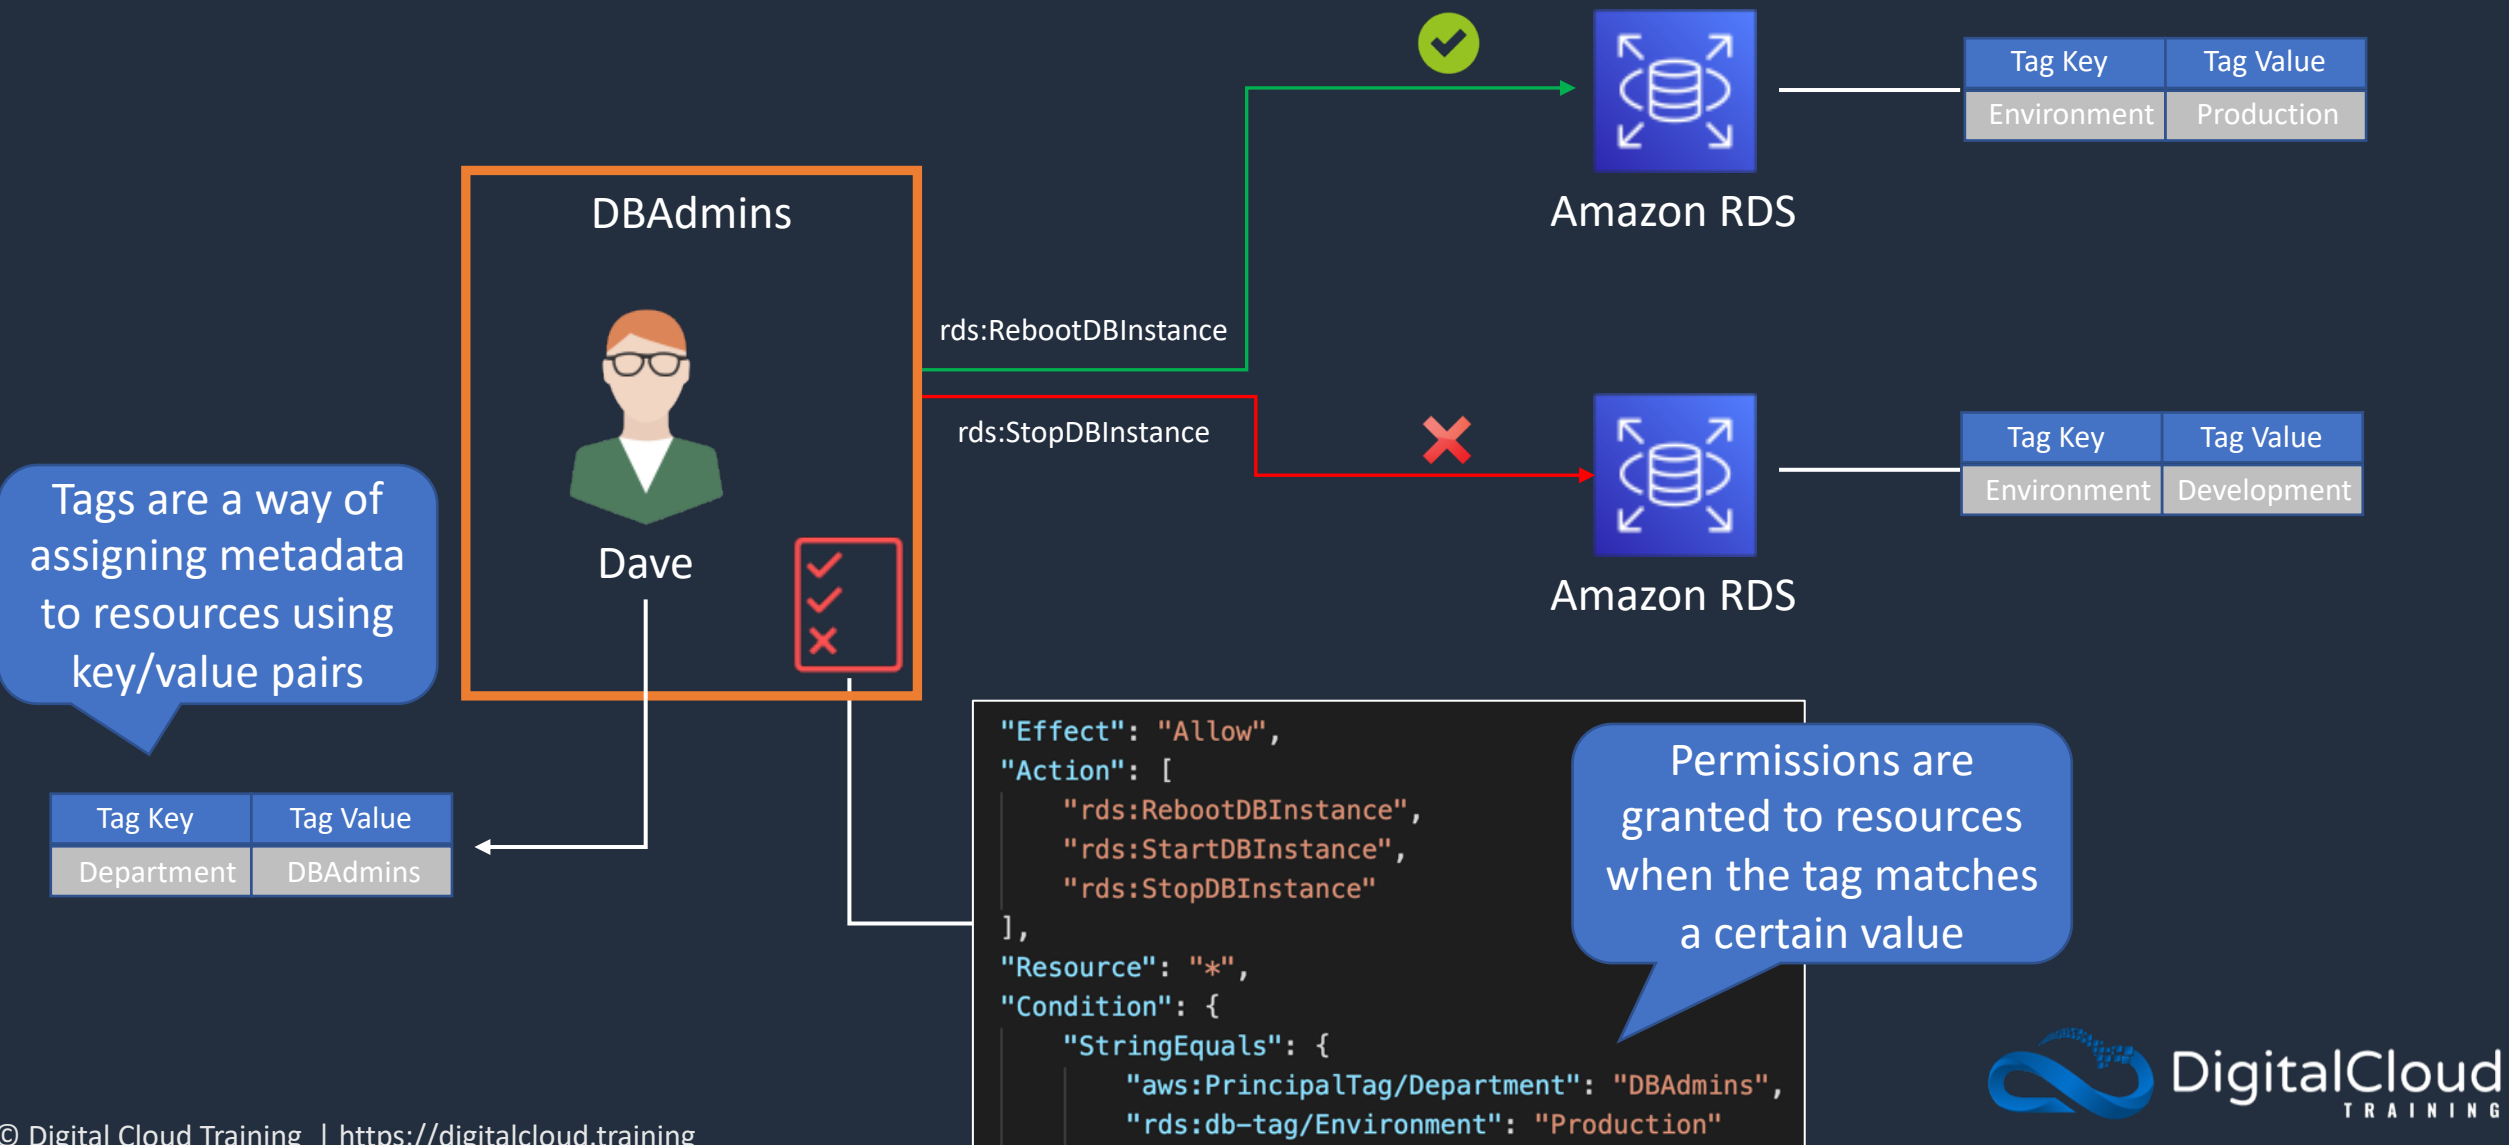 Tag Key Tag Value
Environment Production
Amazon RDS
DBAdmins
rds:RebootDBInstance
rds:StopDBInstance
Tag Key Tag Value
Environment Development
Amazon RDS
Dave
Tags are a way of
assigning metadata
to resources using
key/value pairs
Tag Key Tag Value
Department DBAdmins
"Effect": "Allow",
"Action": [
"rds:RebootDBInstance",
"rds:StartDBInstance",
"rds:StopDBInstance"
],
"Resource": "*",
"Condition": {
"StringEquals": {
"aws:PrincipalTag/Department": "DBAdmins",
"rds:db-tag/Environment": "Production"
Permissions are
granted to resources
when the tag matches
a certain value
DigitalCloud
TRAINING
© Digital Cloud Training | https://digitalcloud.training